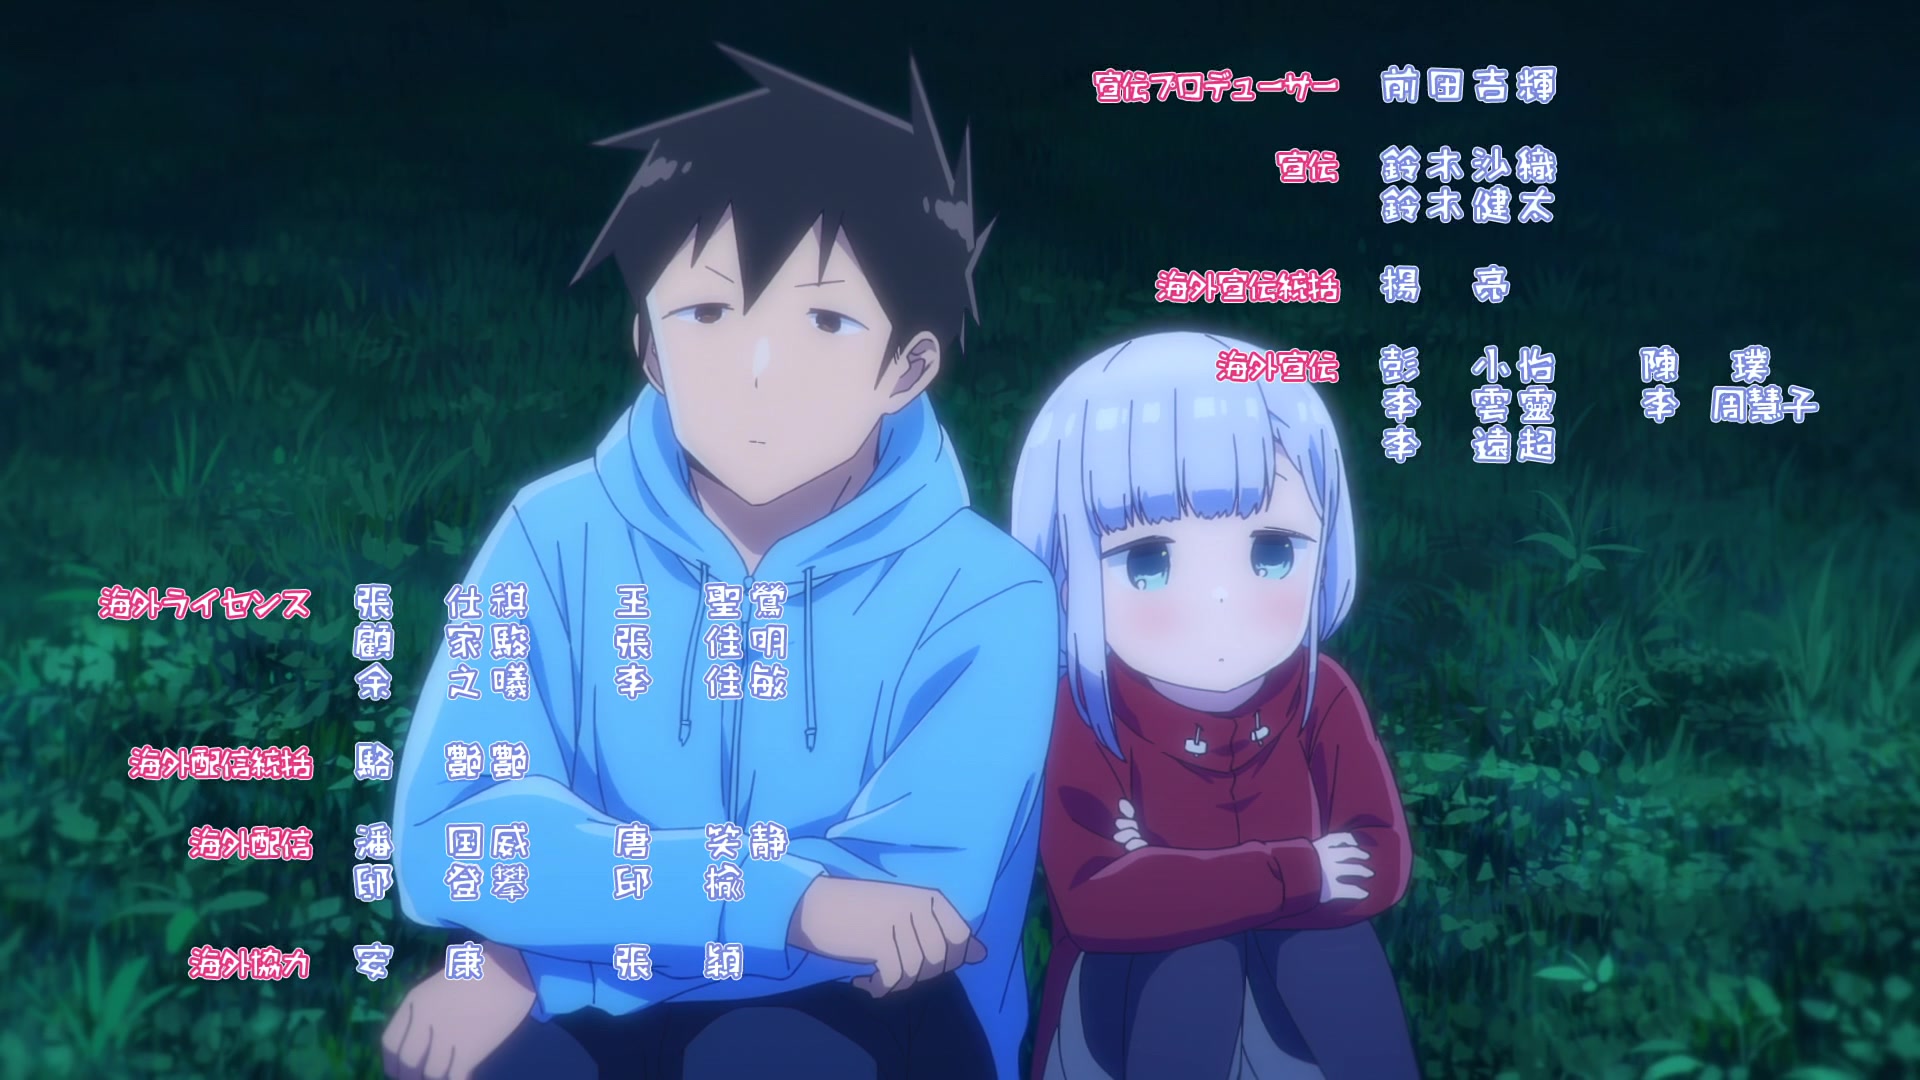 宣伝プロデューサー 前田吉輝
宣伝 鈴木沙織
鈴木健太
海外宣伝統括 楊 亮
海外宣伝 彭 小怡 陳 璞
李 雲靈 李 周慧子
李 遠超
海外ライセンス 張 仕祺 王 聖鶯
顧 家駿 張 佳明
余 之曦 李 佳敏
海外配信統括 駱 艷艷
海外配信 潘 国威 唐 笑静
邸 登攀 邱 楡
海外協力 安 康 張 穎